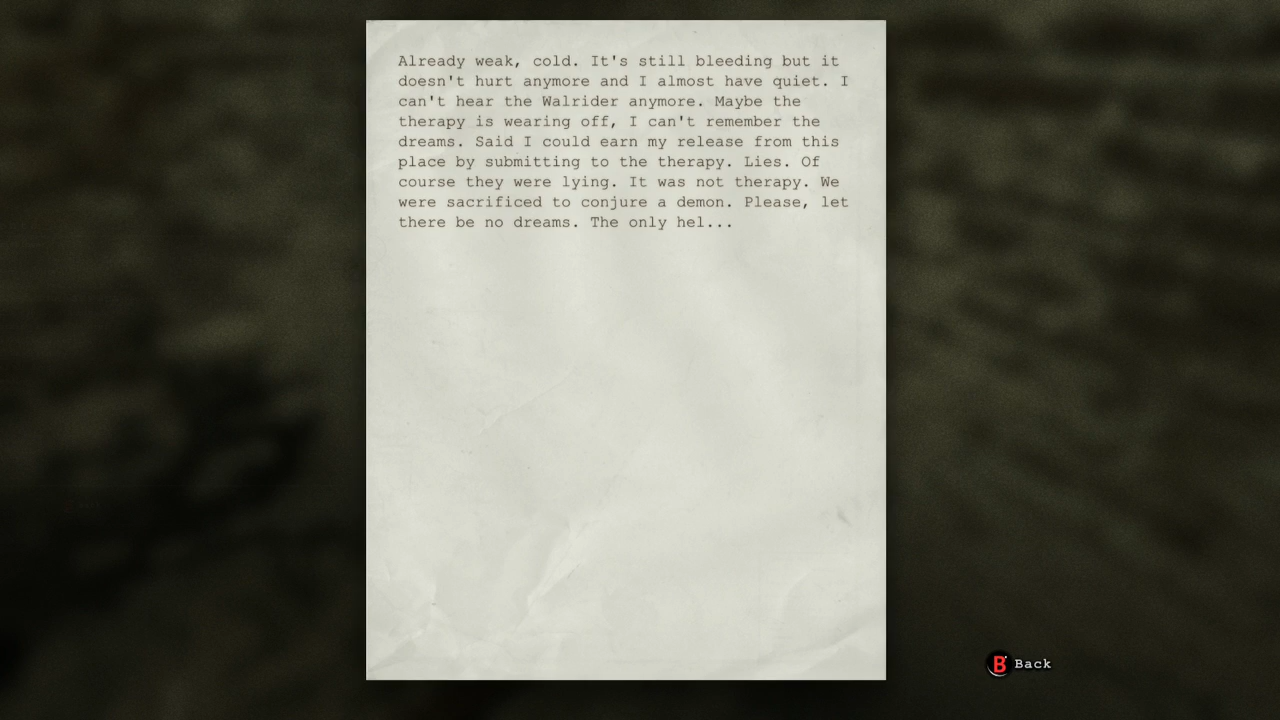 Already weak, cold. It's still bleeding but it
doesn't hurt anymore and I almost have quiet. I
can't hear the Walrider anymore. Maybe the
therapy is wearing off, I can't remember the
dreams. Said I could earn my release from this
place by submitting to the therapy. Lies. Of
course they were lying. It was not therapy. We
were sacrificed to conjure a demon. Please, let
there be no dreams. The only hel...
B Back